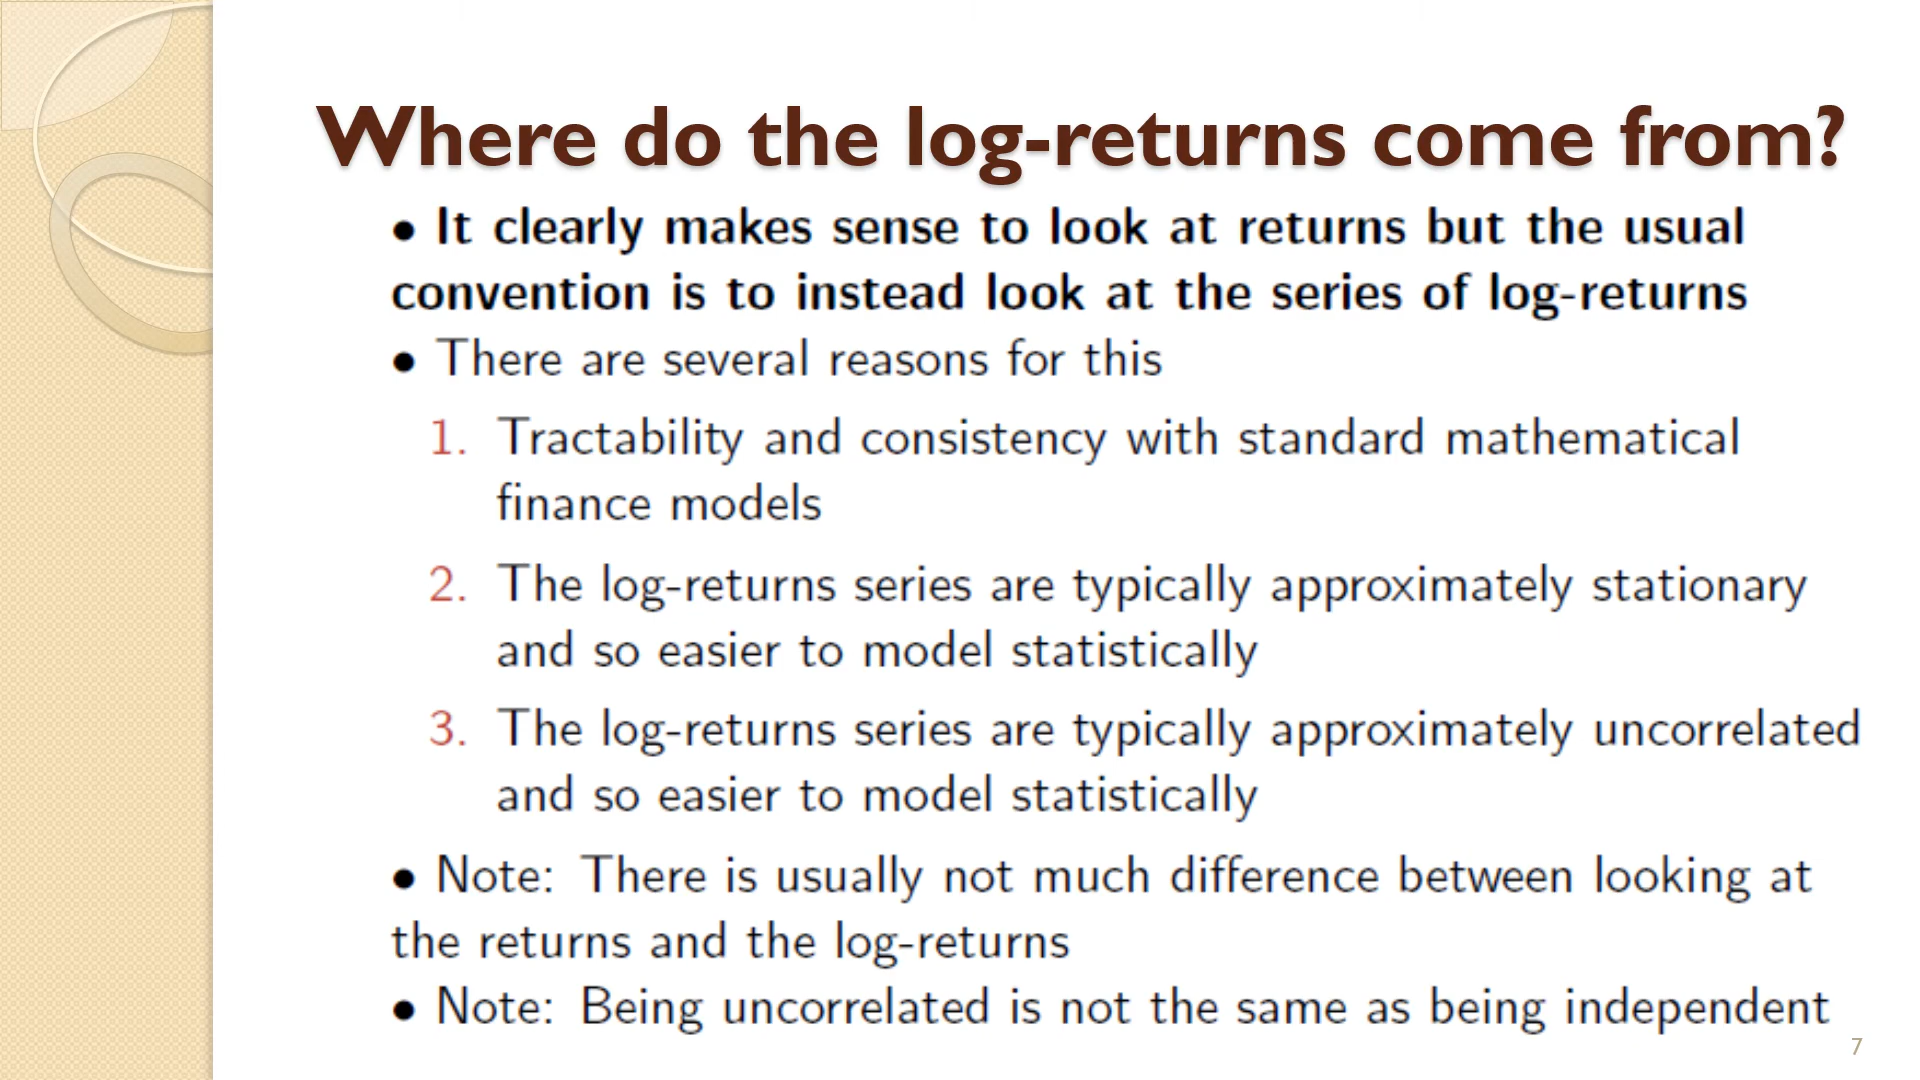 Where do the log-returns come from?
• It clearly makes sense to look at returns but the usual
convention is to instead look at the series of log-returns
• There are several reasons for this
1. Tractability and consistency with standard mathematical
finance models
2. The log-returns series are typically approximately stationary
and so easier to model statistically
3. The log-returns series are typically approximately uncorrelated
and so easier to model statistically
• Note: There is usually not much difference between looking at
the returns and the log-returns
• Note: Being uncorrelated is not the same as being independent
7